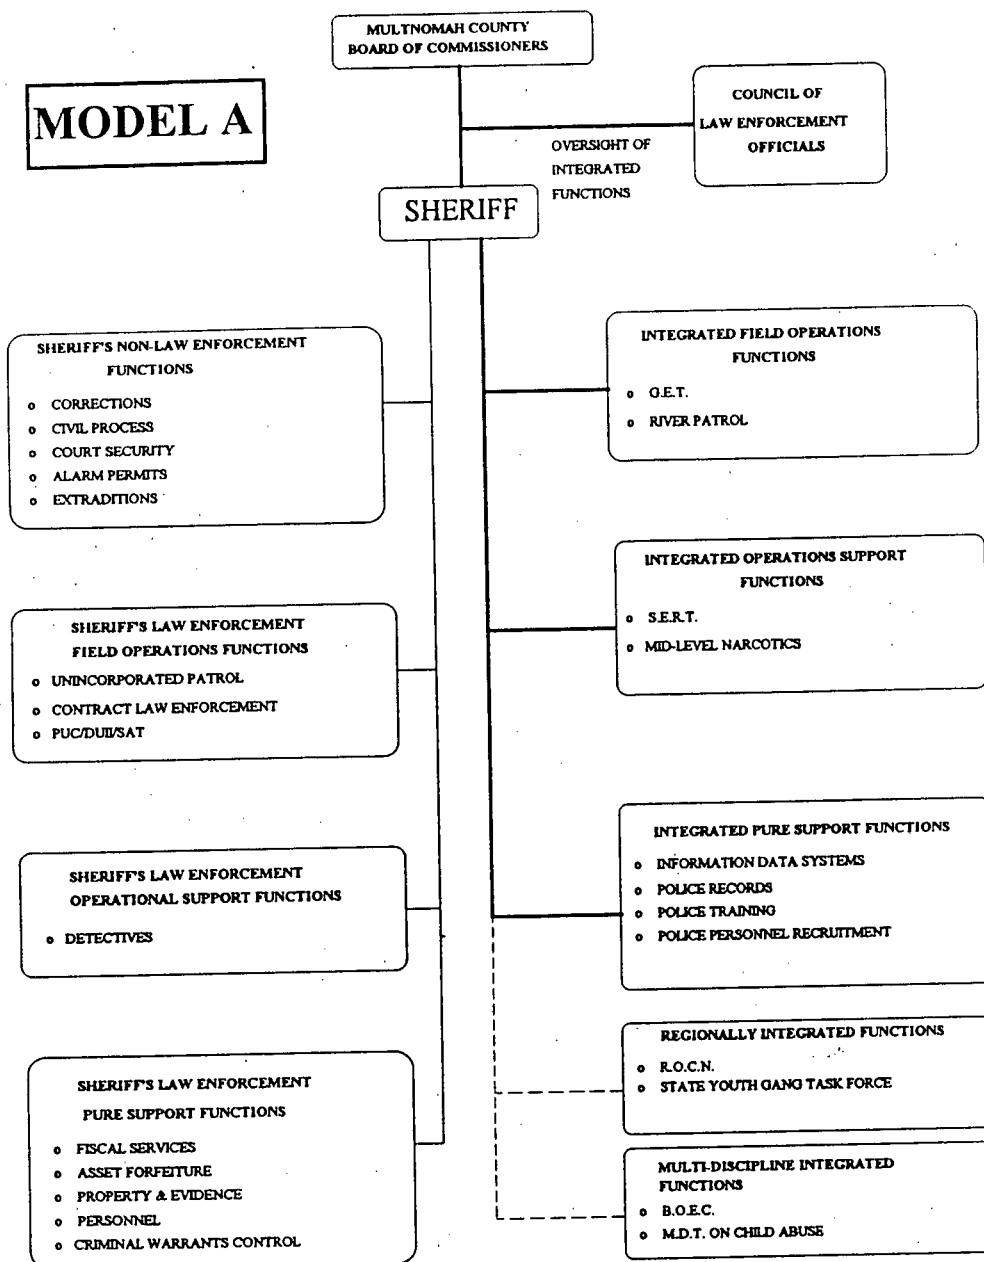 MULTNOMAH COUNTY
BOARD OF COMMISSIONERS
MODEL A
COUNCIL OF
LAW ENFORCEMENT
OFFICIALS
OVERSIGHT OF
INTEGRATED
FUNCTIONS
SHERIFF
SHERIFF'S NON-LAW ENFORCEMENT
FUNCTIONS
o CORRECTIONS
o CIVIL PROCESS
o COURT SECURITY
o ALARM PERMITS
o EXTRADITIONS
INTEGRATED FIELD OPERATIONS
FUNCTIONS
o G.E.T.
o RIVER PATROL
SHERIFF'S LAW ENFORCEMENT
FIELD OPERATIONS FUNCTIONS
o UNINCORPORATED PATROL
o CONTRACT LAW ENFORCEMENT
o PUC/DUII/SAT
INTEGRATED OPERATIONS SUPPORT
FUNCTIONS
o S.E.R.T.
o MID-LEVEL NARCOTICS
SHERIFF'S LAW ENFORCEMENT
OPERATIONAL SUPPORT FUNCTIONS
o DETECTIVES
INTEGRATED PURE SUPPORT FUNCTIONS
o INFORMATION DATA SYSTEMS
o POLICE RECORDS
o POLICE TRAINING
o POLICE PERSONNEL RECRUITMENT
SHERIFF'S LAW ENFORCEMENT
PURE SUPPORT FUNCTIONS
o FISCAL SERVICES
o ASSET FORFEITURE
o PROPERTY & EVIDENCE
o PERSONNEL
o CRIMINAL WARRANTS CONTROL
REGIONALLY INTEGRATED FUNCTIONS
o R.O.C.N.
o STATE YOUTH GANG TASK FORCE
MULTI-DISCIPLINE INTEGRATED
FUNCTIONS
o B.O.E.C.
o M.D.T. ON CHILD ABUSE